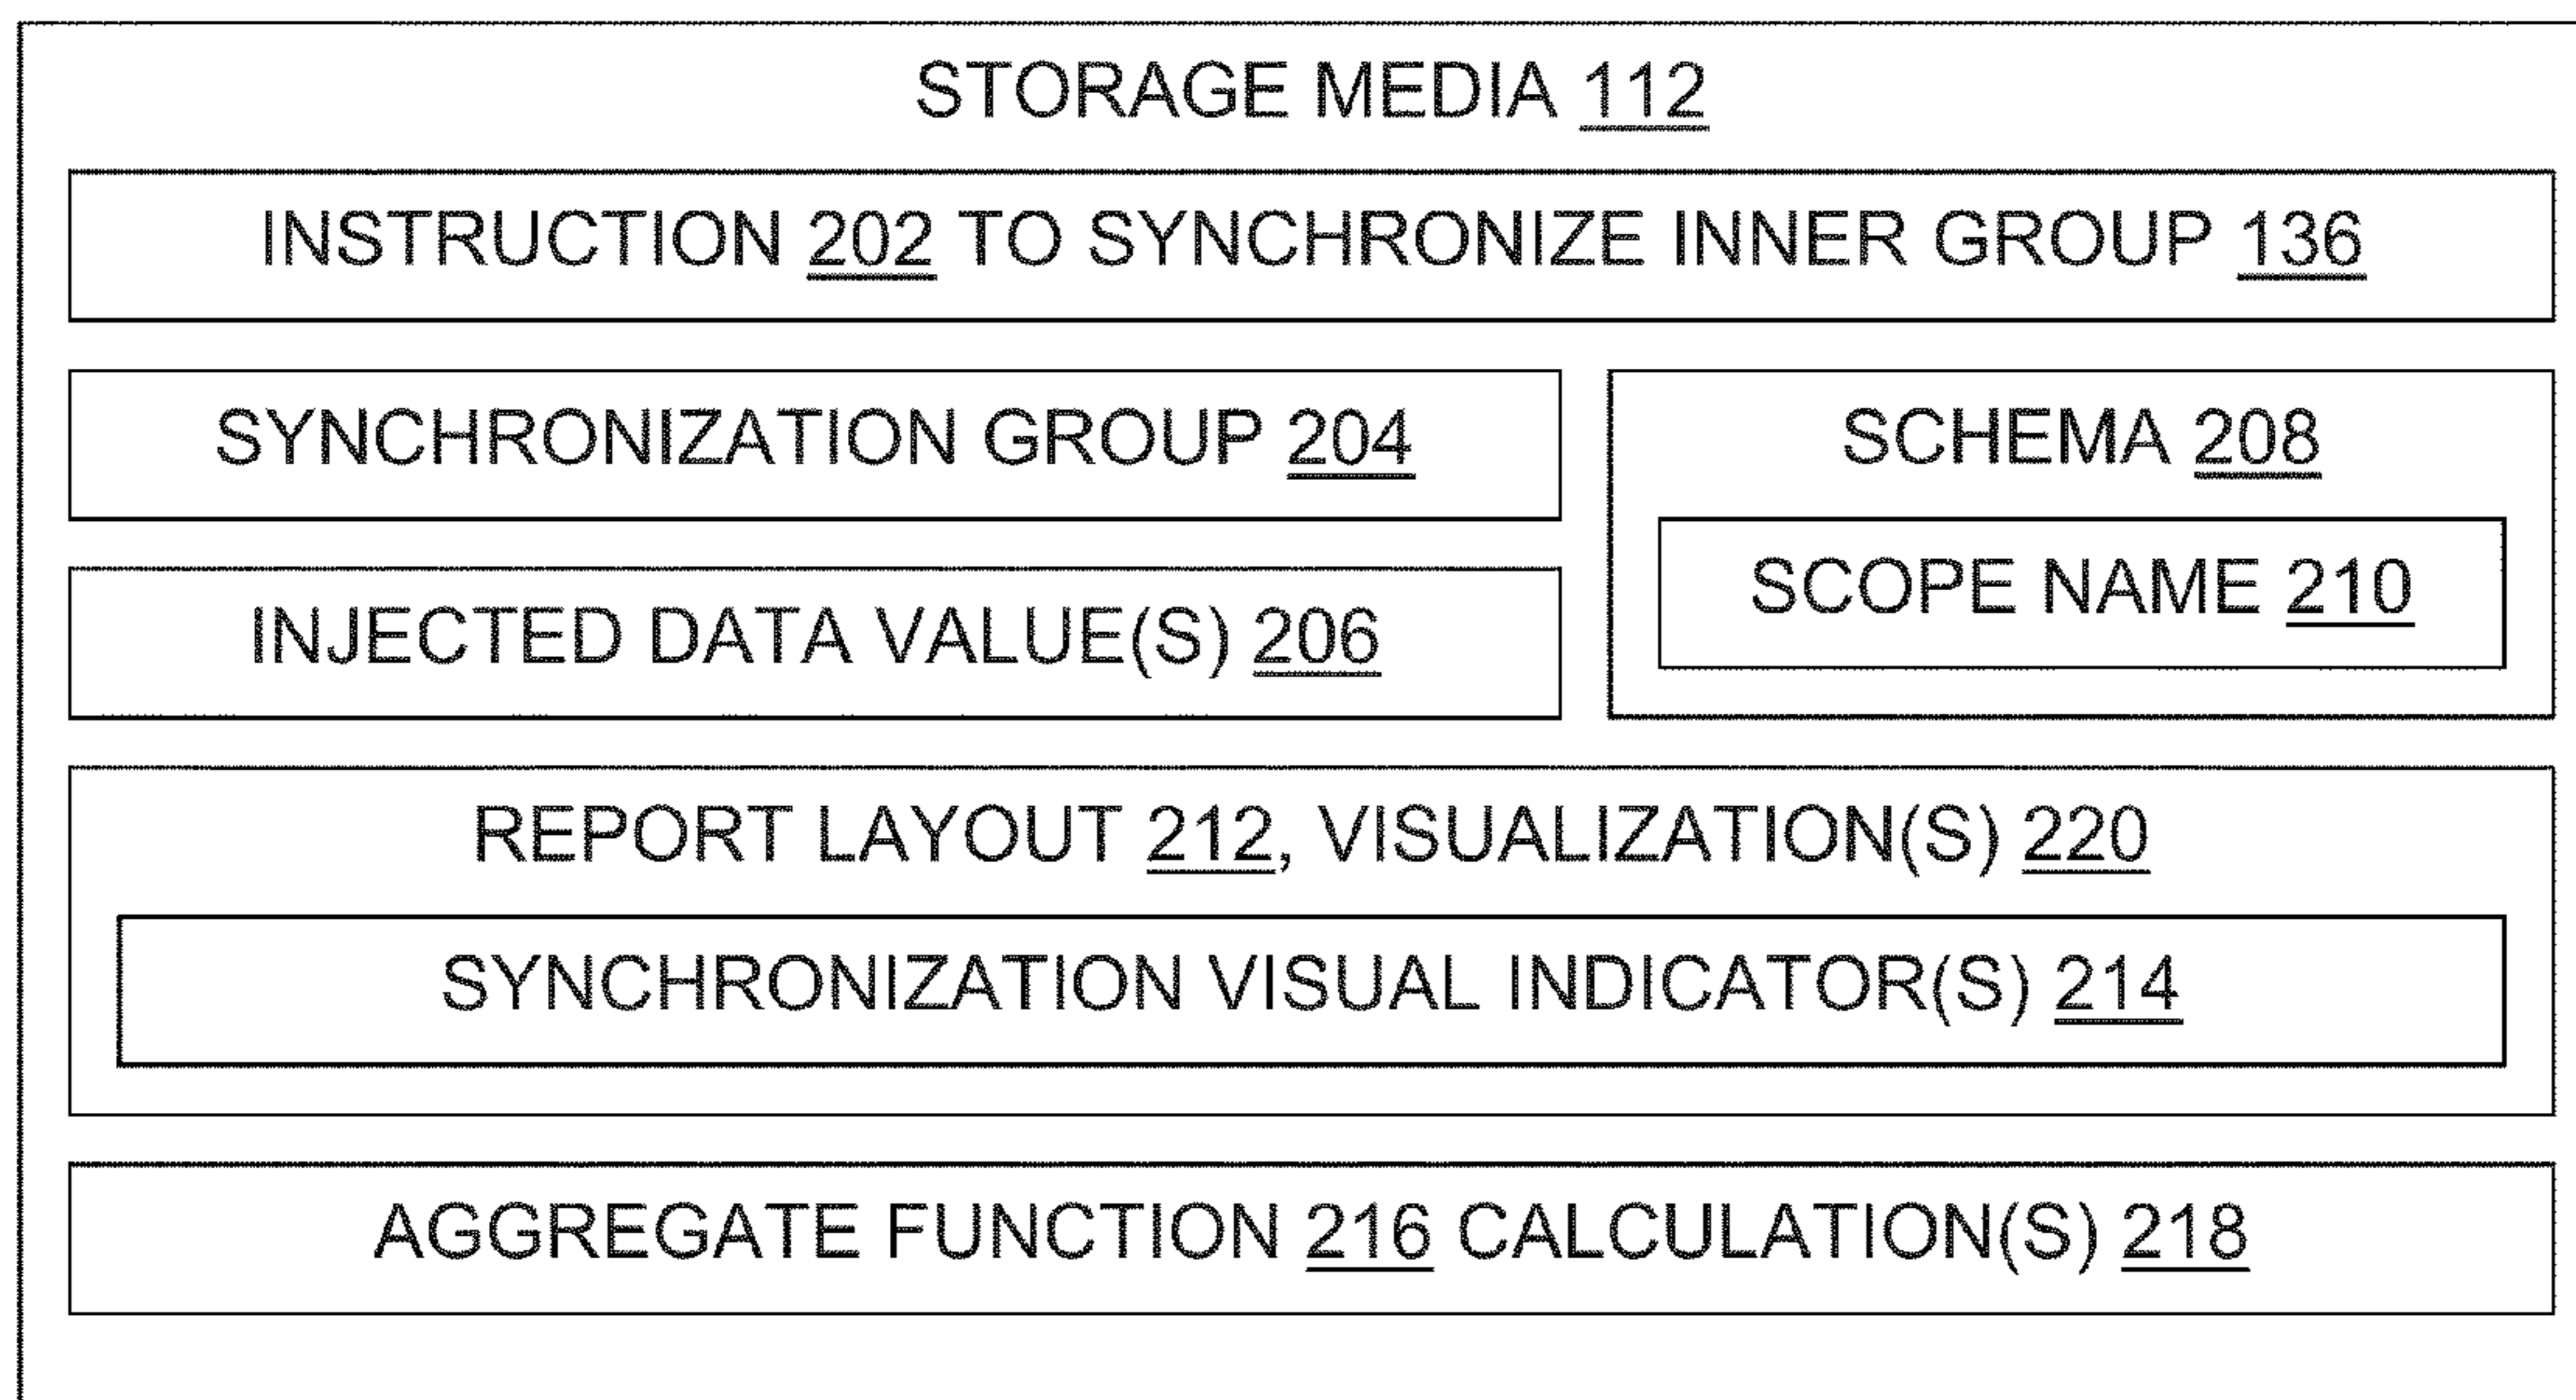 STORAGE MEDIA 112
INSTRUCTION 202 TO SYNCHRONIZE INNER GROUP 136
SYNCHRONIZATION GROUP 204
INJECTED DATA VALUE(S) 206
SCHEMA 208
SCOPE NAME 210
REPORT LAYOUT 212, VISUALIZATION(S) 220
SYNCHRONIZATION VISUAL INDICATOR(S) 214
AGGREGATE FUNCTION 216 CALCULATION(S) 218